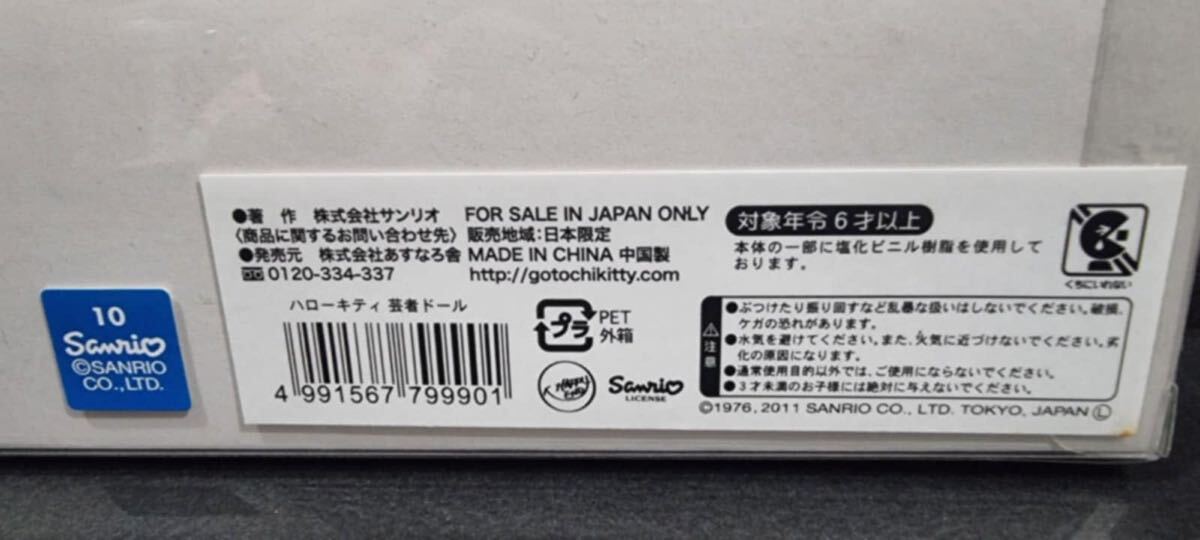 ●著 作 株式会社サンリオ FOR SALE IN JAPAN ONLY
〈商品に関するお問い合わせ先〉 販売地域:日本限定
●発売元 株式会社あすなろ舎 MADE IN CHINA 中国製
0120-334-337 http://gotochikitty.com
ハローキティ 芸者ドール
4 991567 799901
プラ
PET
外箱
HAPPY
Sanrio
LICENSE
対象年令6才以上
本体の一部に塩化ビニル樹脂を使用して
おります。
くちにいれない
注意
●ぶつけたり振り回すなど乱暴な扱いはしないでください。破損、
ケガの恐れがあります。
●水気を避けてください。また、火気に近づけないでください。劣
化の原因になります。
●通常使用目的以外では、ご使用にならないでください。
●3才未満のお子様には絶対に与えないでください。
©1976, 2011 SANRIO CO., LTD. TOKYO, JAPAN Ⓛ
10
Sanrio
©SANRIO
CO.,LTD.